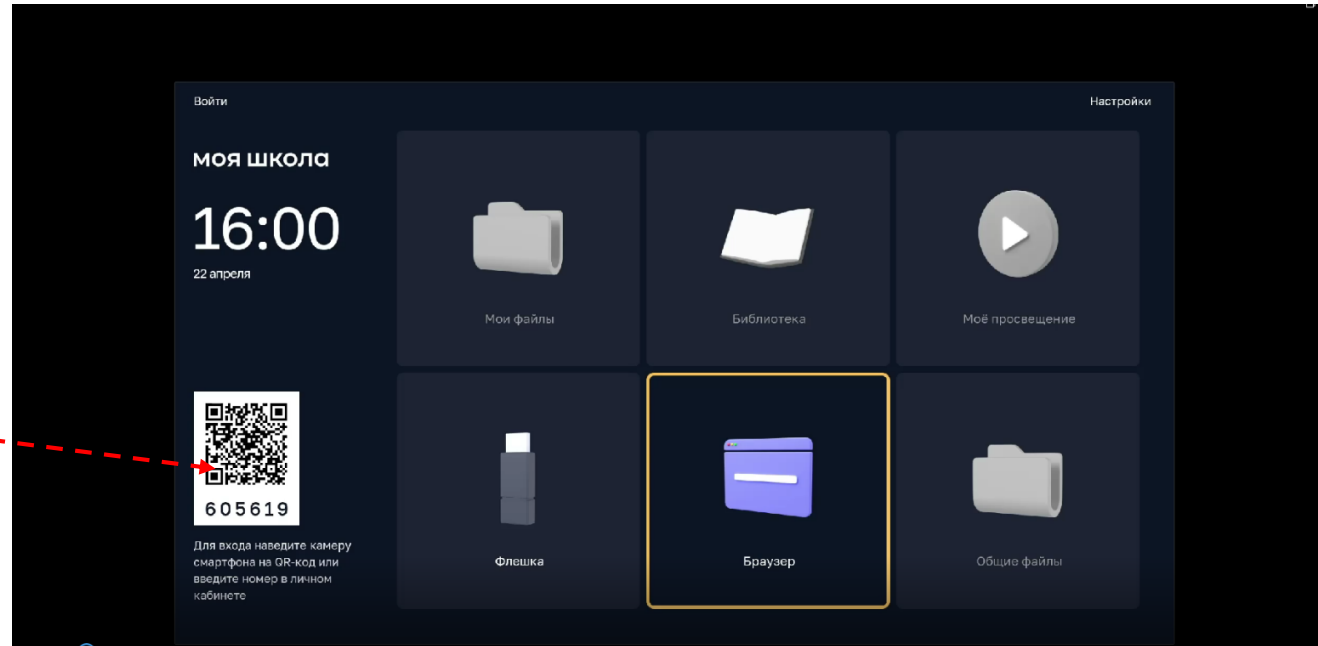 Войти
Настройки
моя школа
16:00
22 апреля
Мои файлы
Библиотека
Моё просвещение
605619
Для входа наведите камеру
смартфона на QR-код или
введите номер в личном
кабинете
Флешка
Браузер
Общие файлы